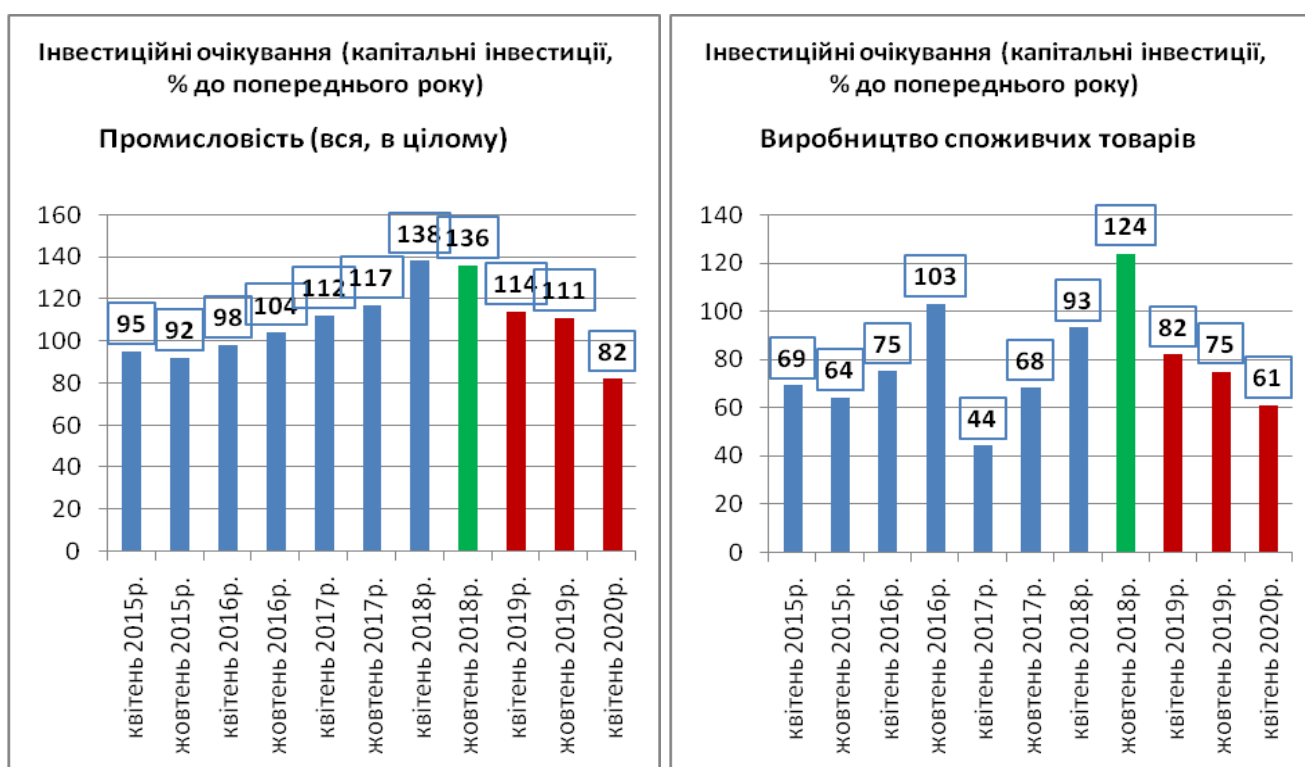 Інвестиційні очікування (капітальні інвестиції,
% до попереднього року)
Промисловість (вся, в цілому)
160
140
120
100
80
60
40
20
0
95
92
98
104
112
117
138
136
114
111
82
квітень 2015р.
жовтень 2015р.
квітень 2016р.
жовтень 2016р.
квітень 2017р.
жовтень 2017р.
квітень 2018р.
жовтень 2018р.
квітень 2019р.
жовтень 2019р.
квітень 2020р.
Інвестиційні очікування (капітальні інвестиції,
% до попереднього року)
Виробництво споживчих товарів
140
120
100
80
60
40
20
0
69
64
75
103
44
68
93
124
82
75
61
квітень 2015р.
жовтень 2015р.
квітень 2016р.
жовтень 2016р.
квітень 2017р.
жовтень 2017р.
квітень 2018р.
жовтень 2018р.
квітень 2019р.
жовтень 2019р.
квітень 2020р.